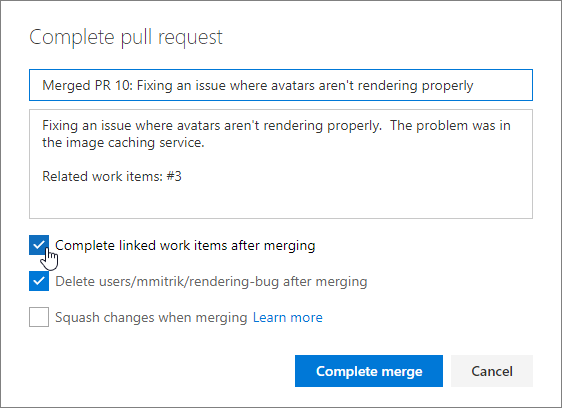 Complete pull request
Merged PR 10: Fixing an issue where avatars aren't rendering properly
Fixing an issue where avatars aren't rendering properly.  The problem was in
the image caching service.
Related work items: #3
Complete linked work items after merging
Delete users/mmitrik/rendering-bug after merging
Squash changes when merging Learn more
Complete merge Cancel